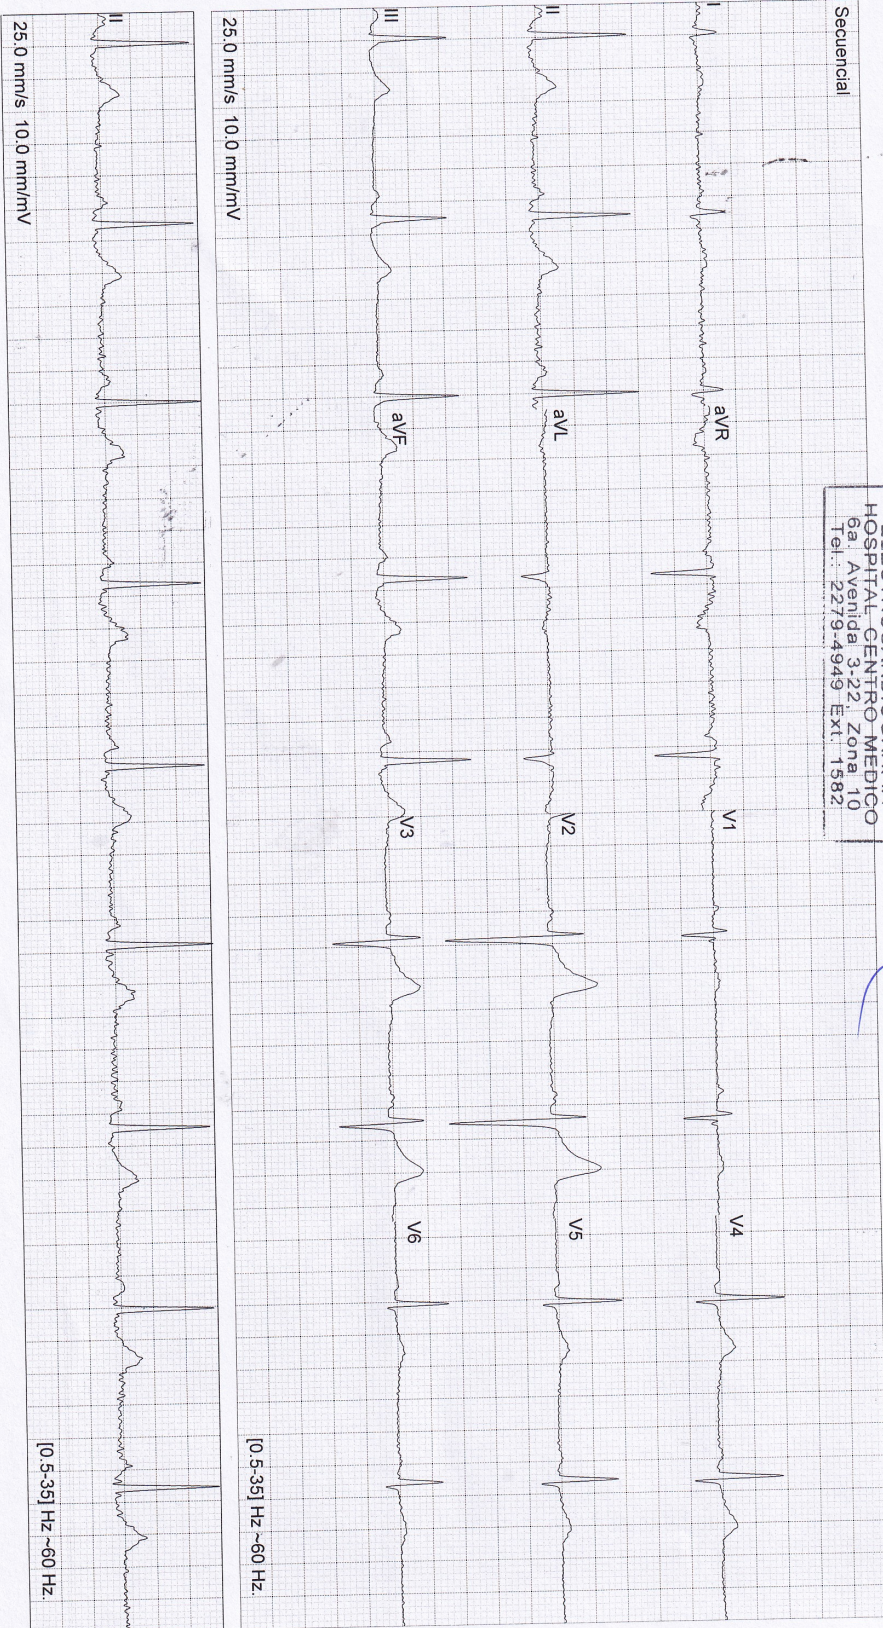 Secuencial
HOSPITAL CENTRO MEDICO
6a. Avenida 3-22, Zona 10
Tel.: 2279-4949 Ext. 1582
I
aVR
V1
V4
II
aVL
V2
V5
III
aVF
V3
V6
25.0 mm/s 10.0 mm/mV
[0.5-35] Hz ~60 Hz.
II
25.0 mm/s 10.0 mm/mV
[0.5-35] Hz ~60 Hz.